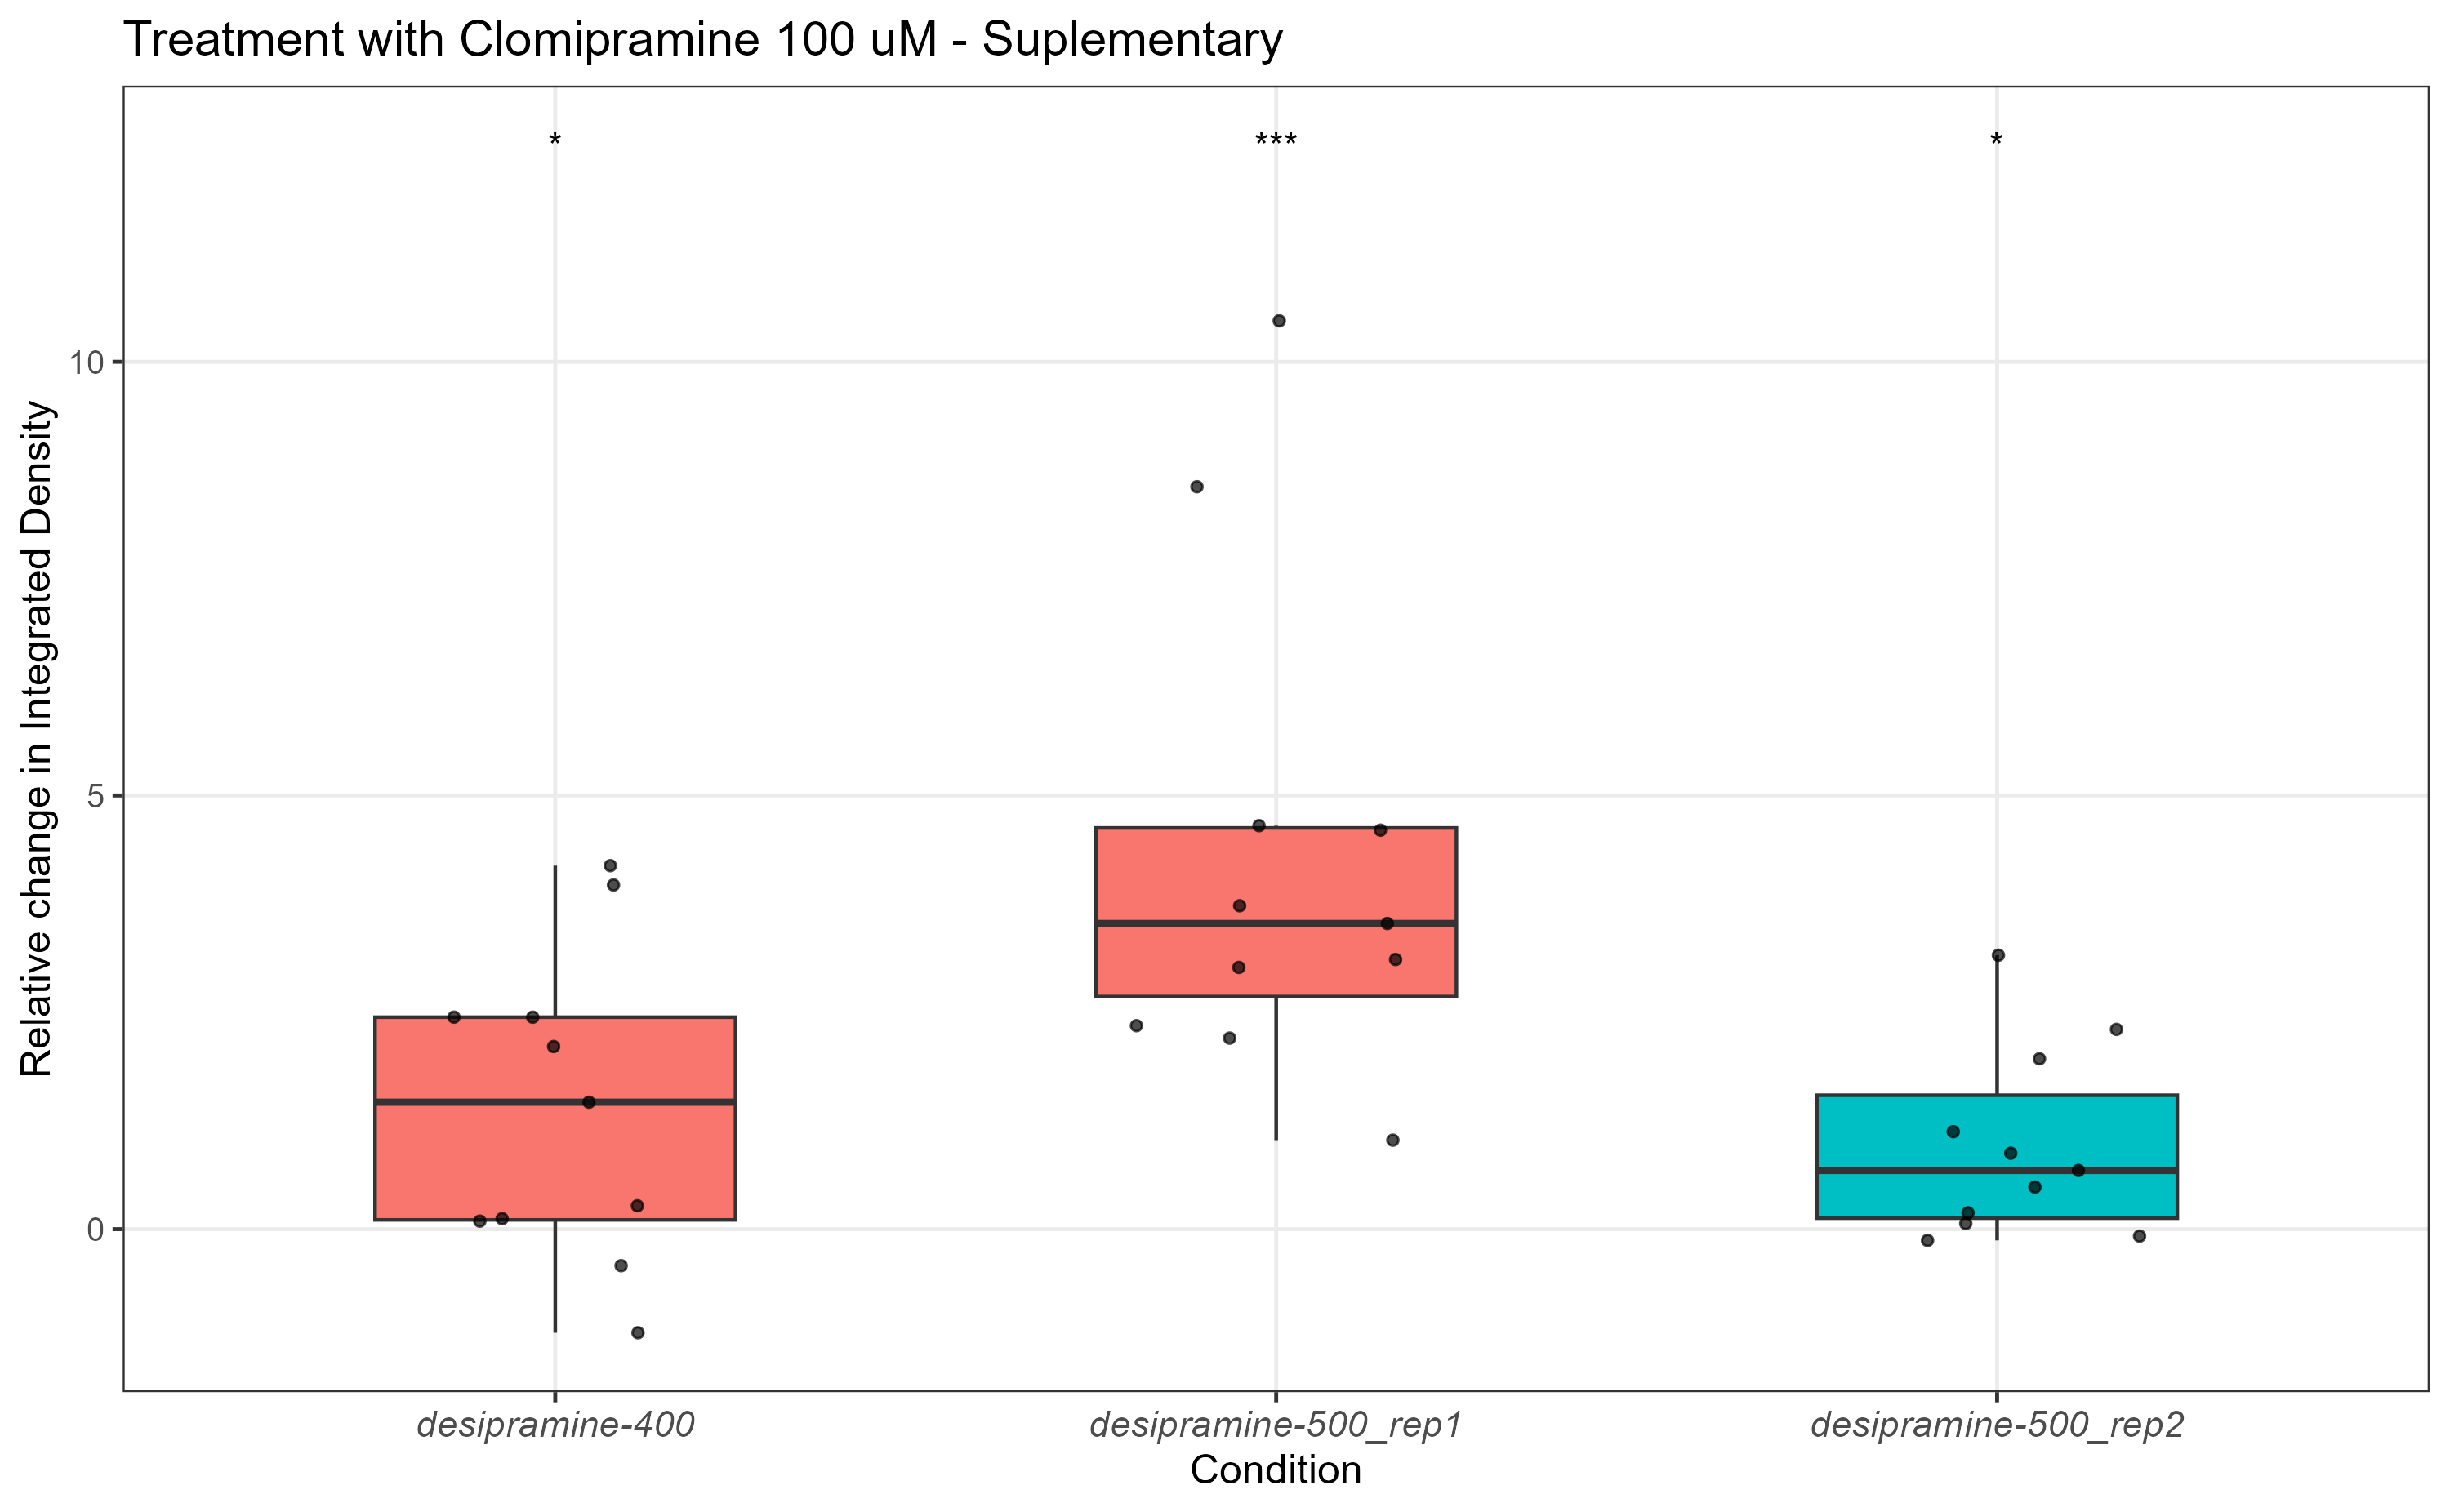 Treatment with Clomipramine 100 uM - Suplementary
* *** *
10
5
0
Relative change in Integrated Density
desipramine-400 desipramine-500_rep1 desipramine-500_rep2
Condition